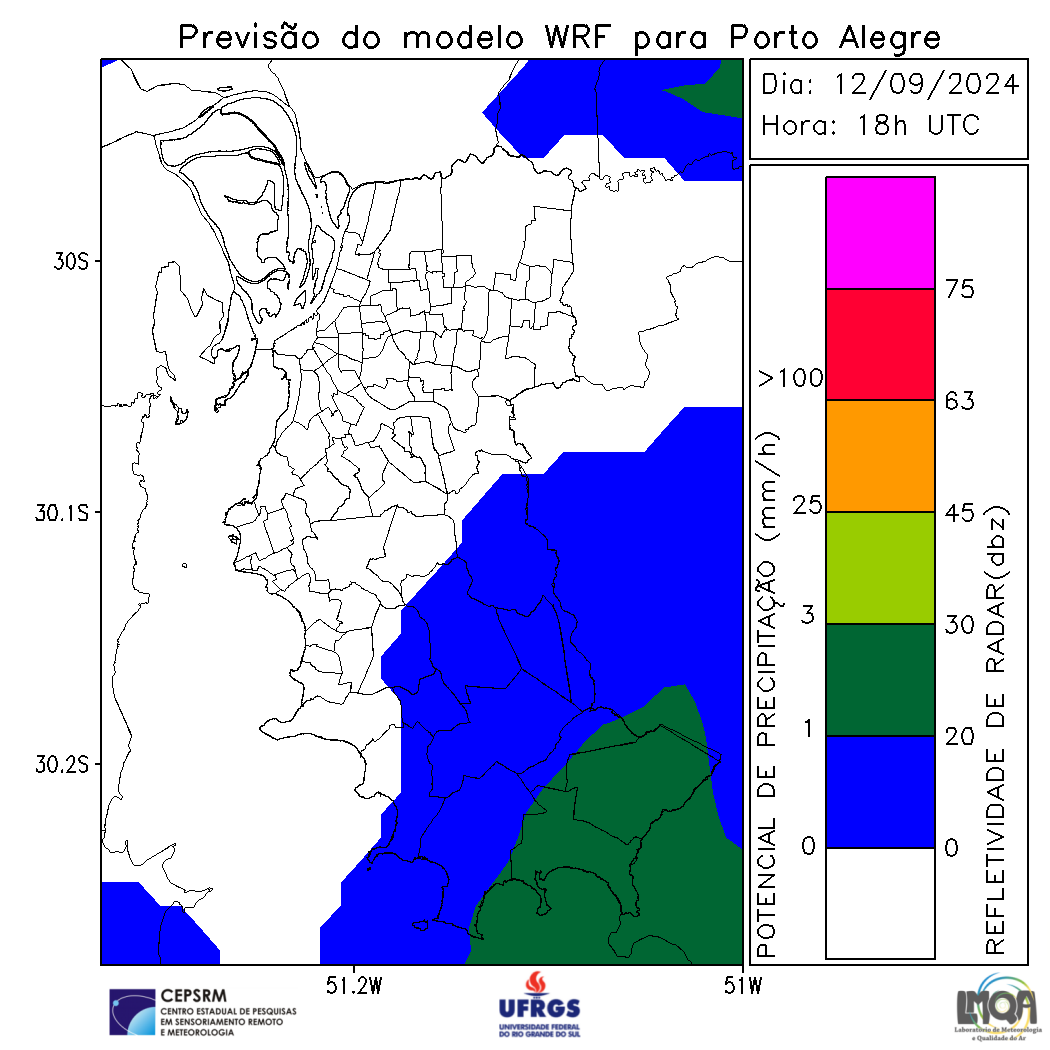 Previsão do modelo WRF para Porto Alegre
Dia: 12/09/2024
Hora: 18h UTC
30S
30.1S
30.2S
51.2W
51W
POTENCIAL DE PRECIPITAÇÃO (mm/h)
>100
25
3
1
0
75
63
45
30
20
0
REFLETIVIDADE DE RADAR(dbz)
CEPSRM
CENTRO ESTADUAL DE PESQUISAS
EM SENSORIAMENTO REMOTO
E METEOROLOGIA
UFRGS
UNIVERSIDADE FEDERAL
DO RIO GRANDE DO SUL
LMQA
Laboratório de Meteorologia
e Qualidade do Ar